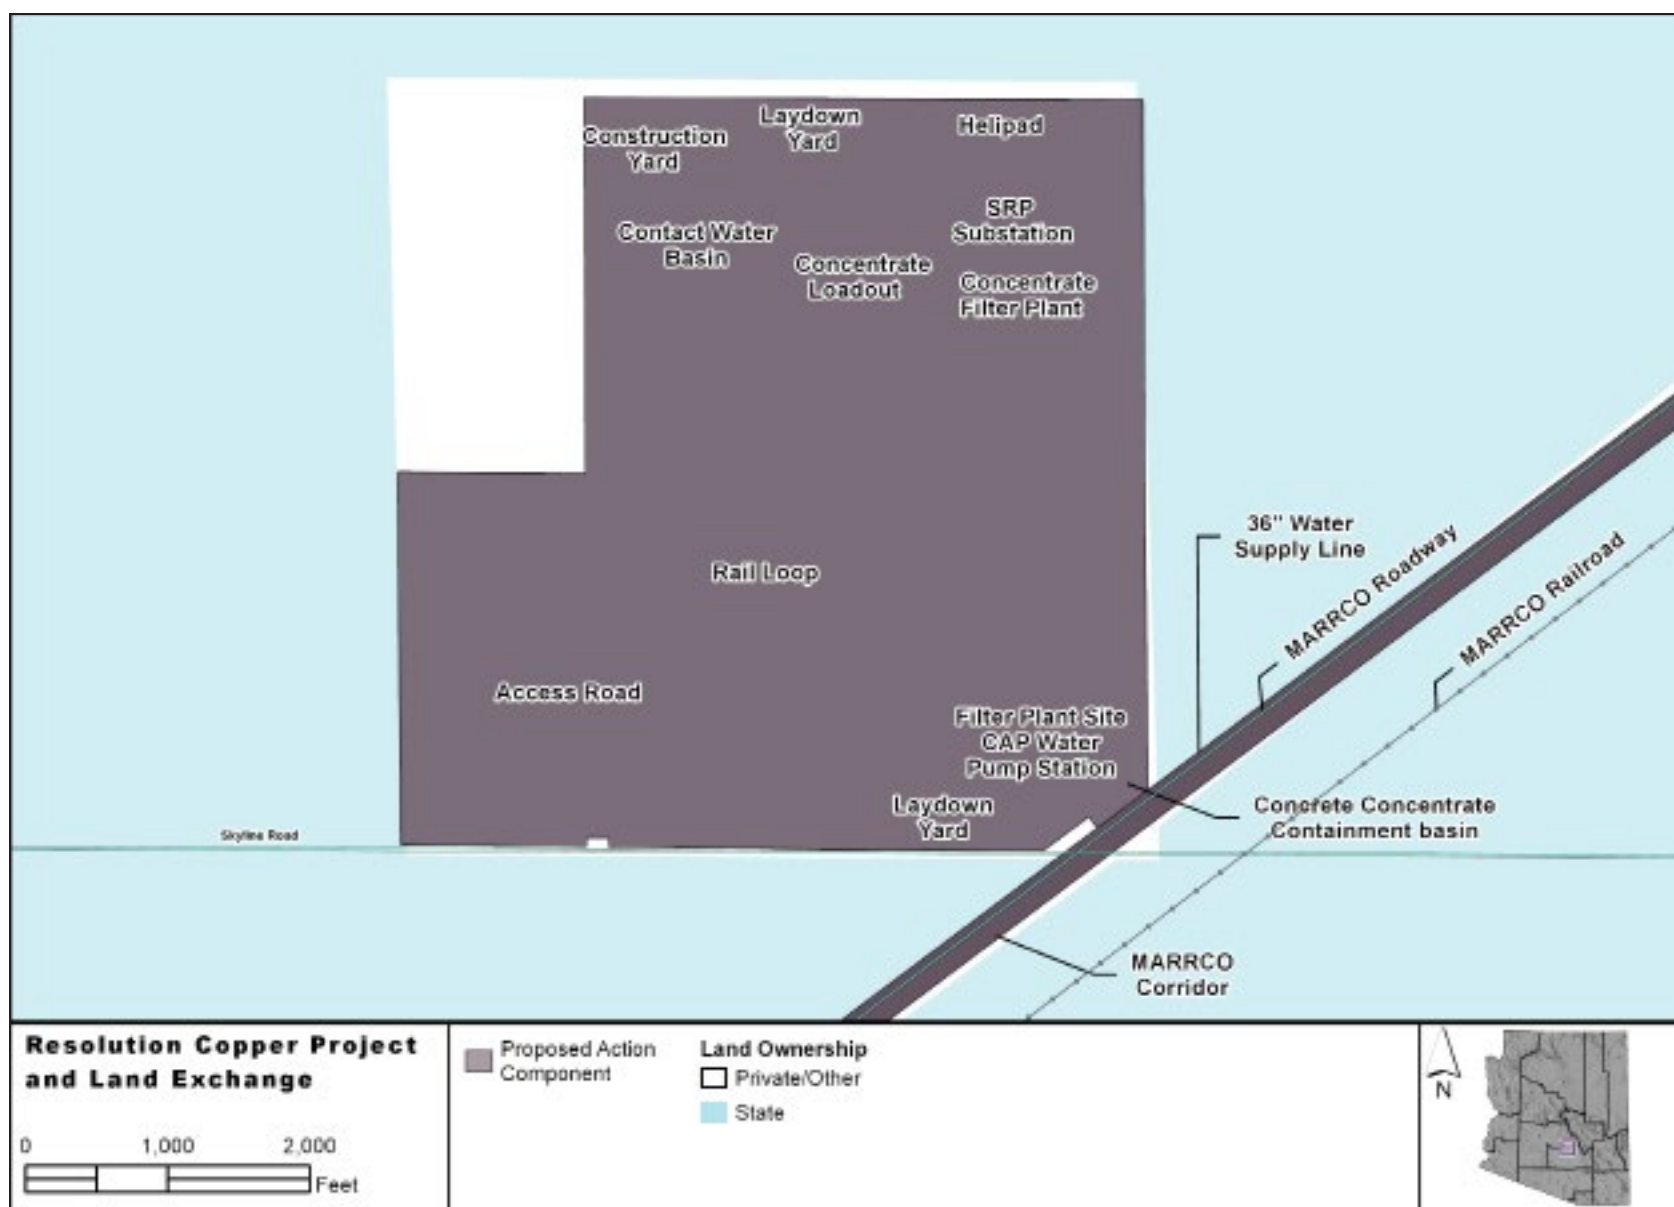 Construction
Yard
Laydown
Yard
Helipad
Contact Water
Basin
Concentrate
Loadout
SRP
Substation
Concentrate
Filter Plant
Rail Loop
36" Water
Supply Line
MARRCO Roadway
MARRCO Railroad
Access Road
Filter Plant Site
CAP Water
Pump Station
Laydown
Yard
Concrete Concentrate
Containment basin
Skyline Road
MARRCO
Corridor
Resolution Copper Project
and Land Exchange
0 1,000 2,000
Feet
Proposed Action
Component
Land Ownership
Private/Other
State
N